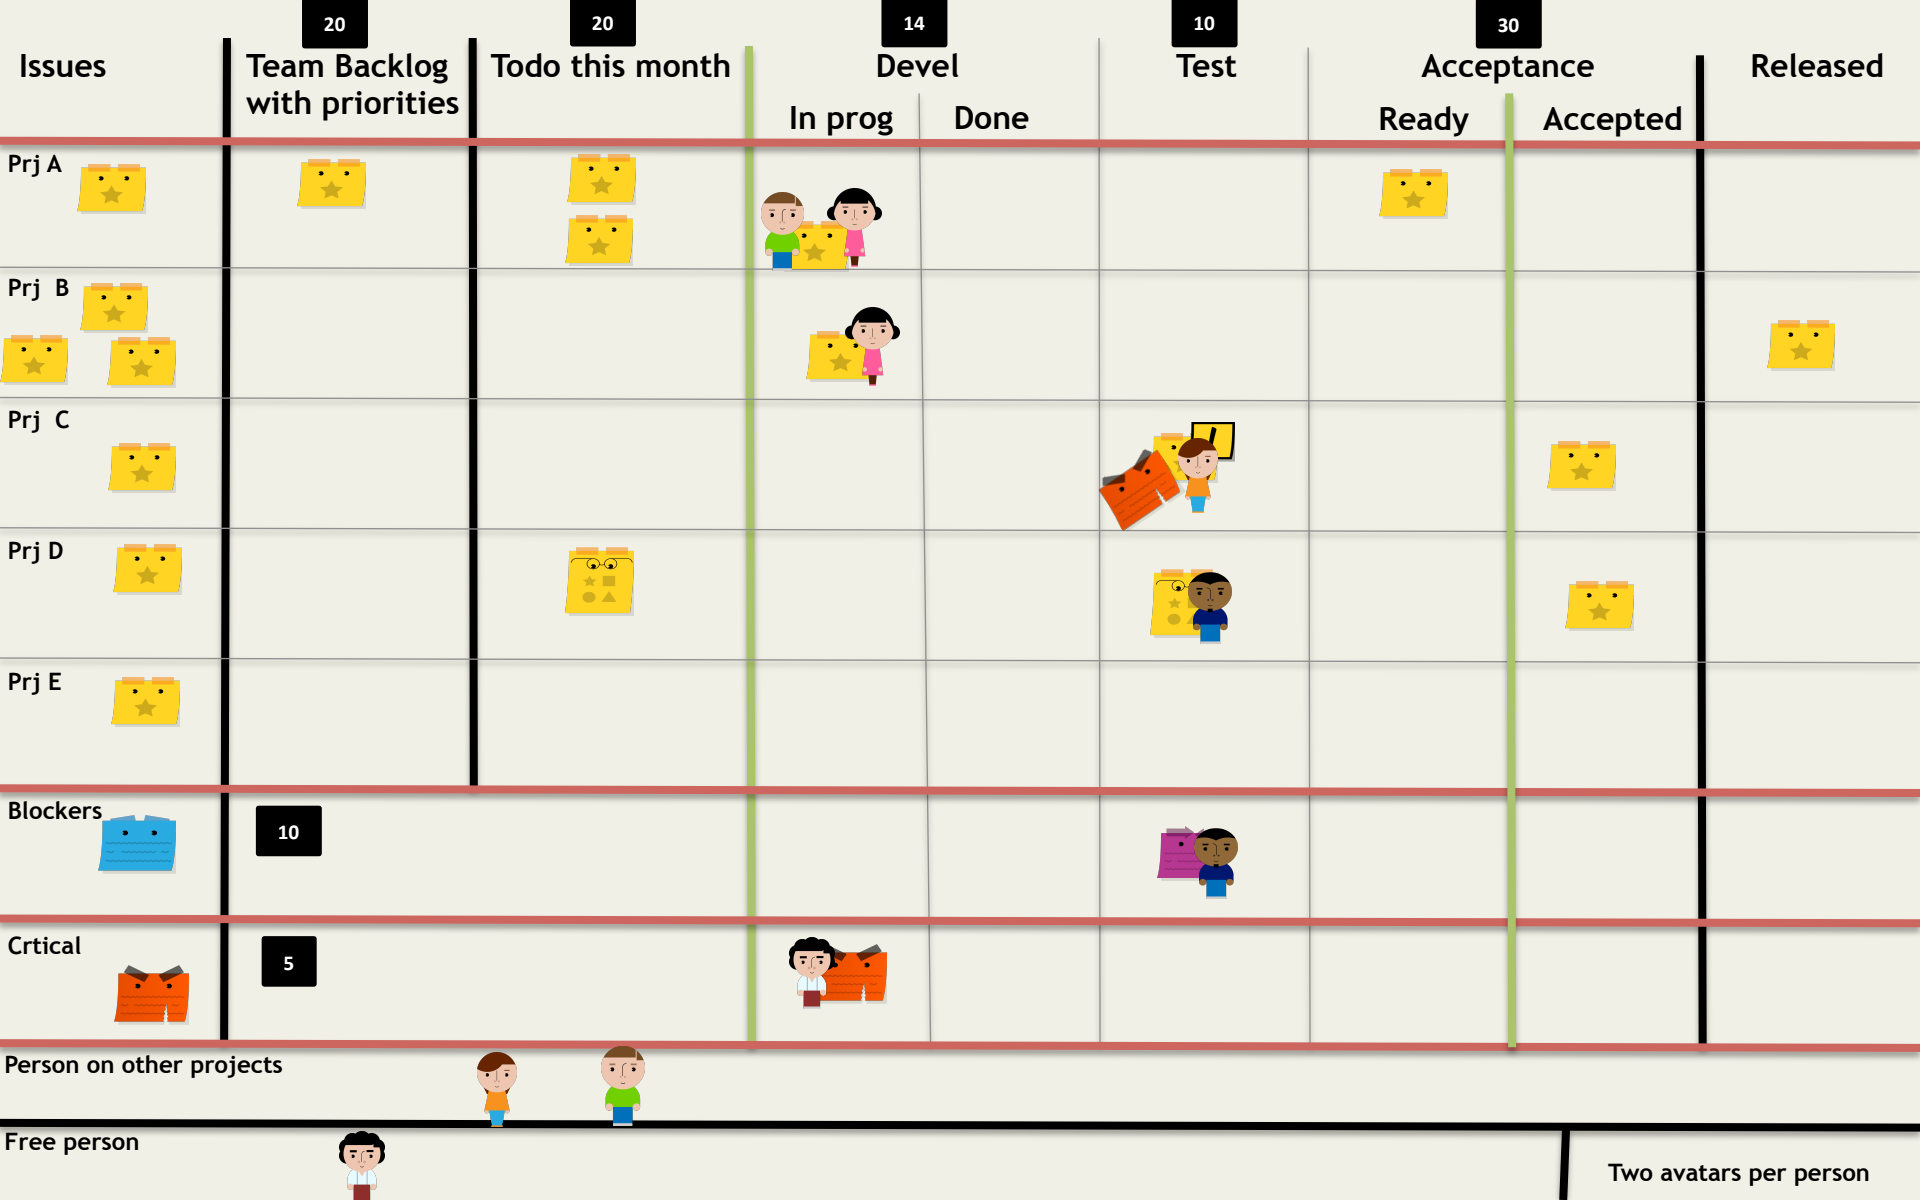 20
20
14
10
30
Issues
Team Backlog
with priorities
Todo this month
Devel
Test
Acceptance
Released
In prog
Done
Ready
Accepted
Prj A
Prj B
Prj C
Prj D
Prj E
Blockers
10
Crtical
5
Person on other projects
Free person
Two avatars per person